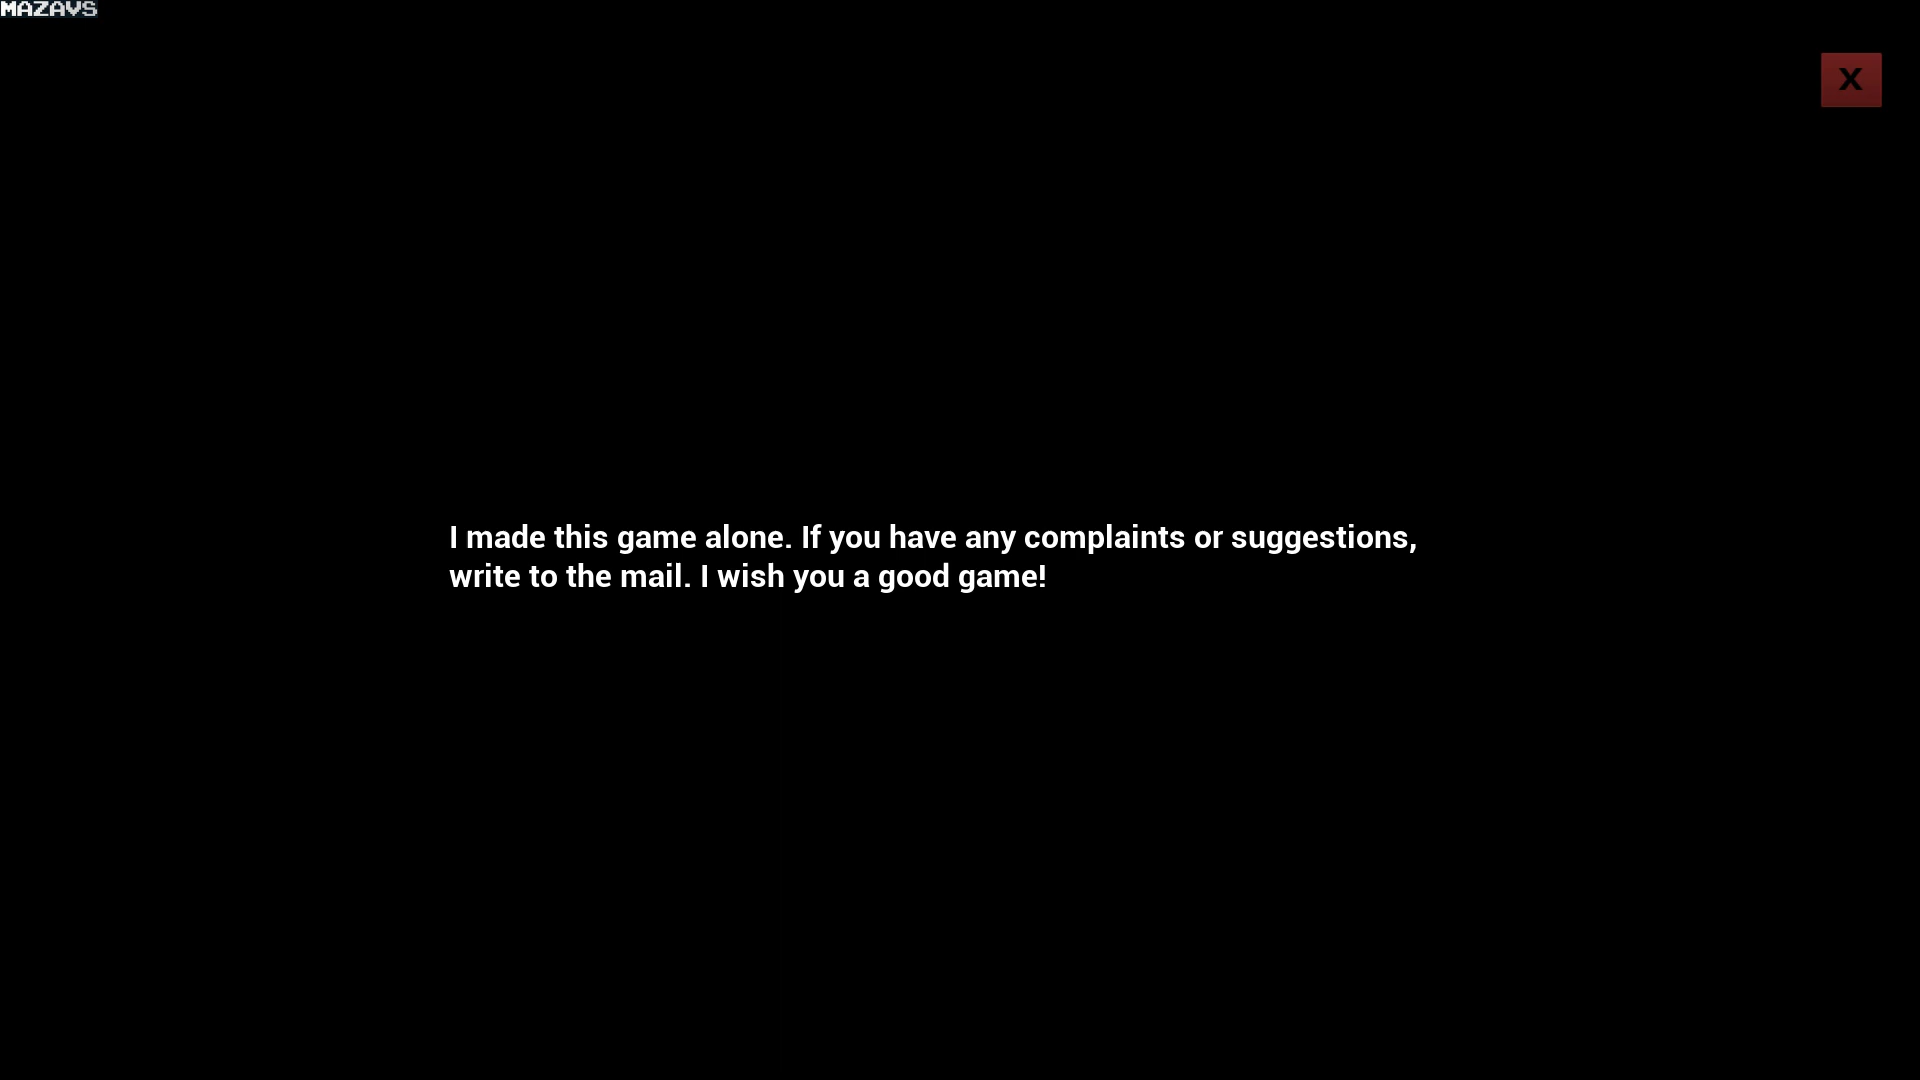 MAZAVS
X
I made this game alone. If you have any complaints or suggestions,
write to the mail. I wish you a good game!